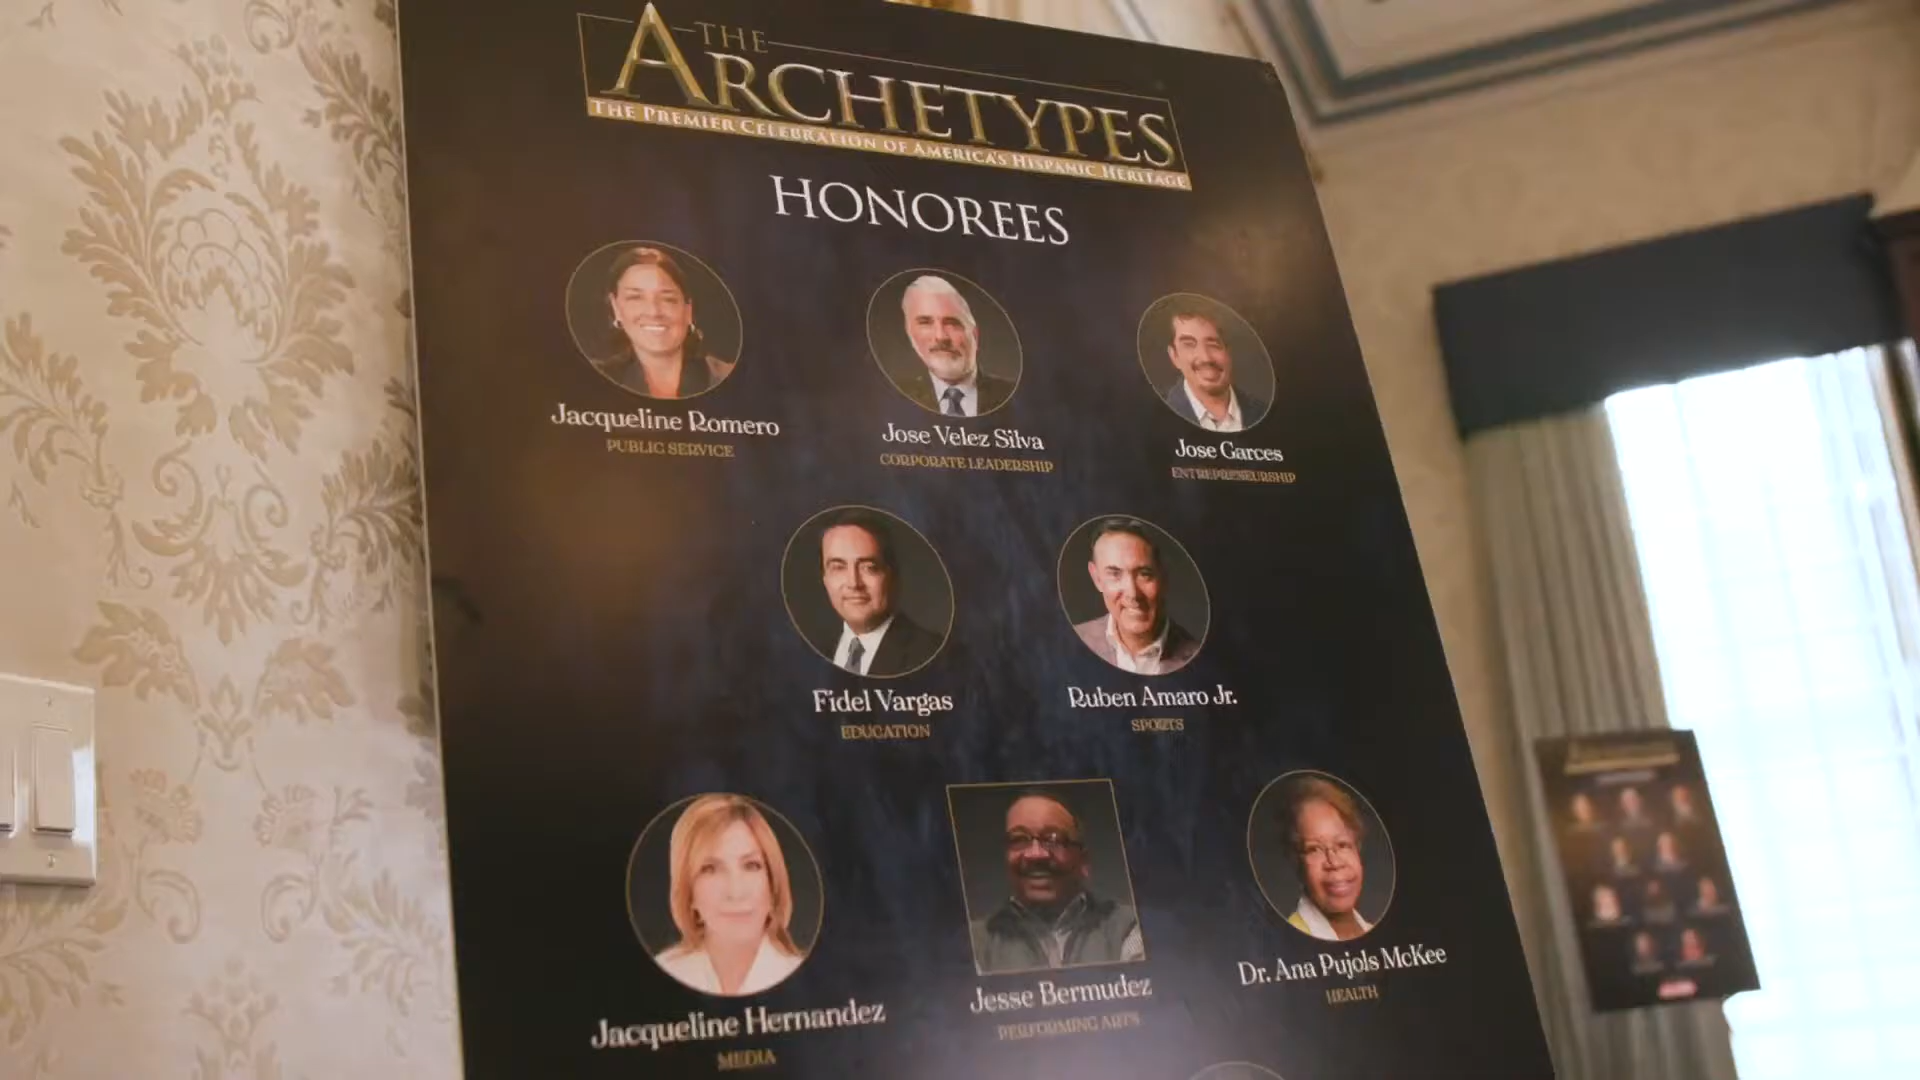 THE
ARCHETYPES
THE PREMIER CELEBRATION OF AMERICA'S HISPANIC HERITAGE
HONOREES
Jacqueline Romero
PUBLIC SERVICE
Jose Velez Silva
CORPORATE LEADERSHIP
Jose Garces
ENTREPRENEURSHIP
Fidel Vargas
EDUCATION
Ruben Amaro Jr.
SPORTS
Jacqueline Hernandez
MEDIA
Jesse Bermudez
PERFORMING ARTS
Dr. Ana Pujols McKee
HEALTH